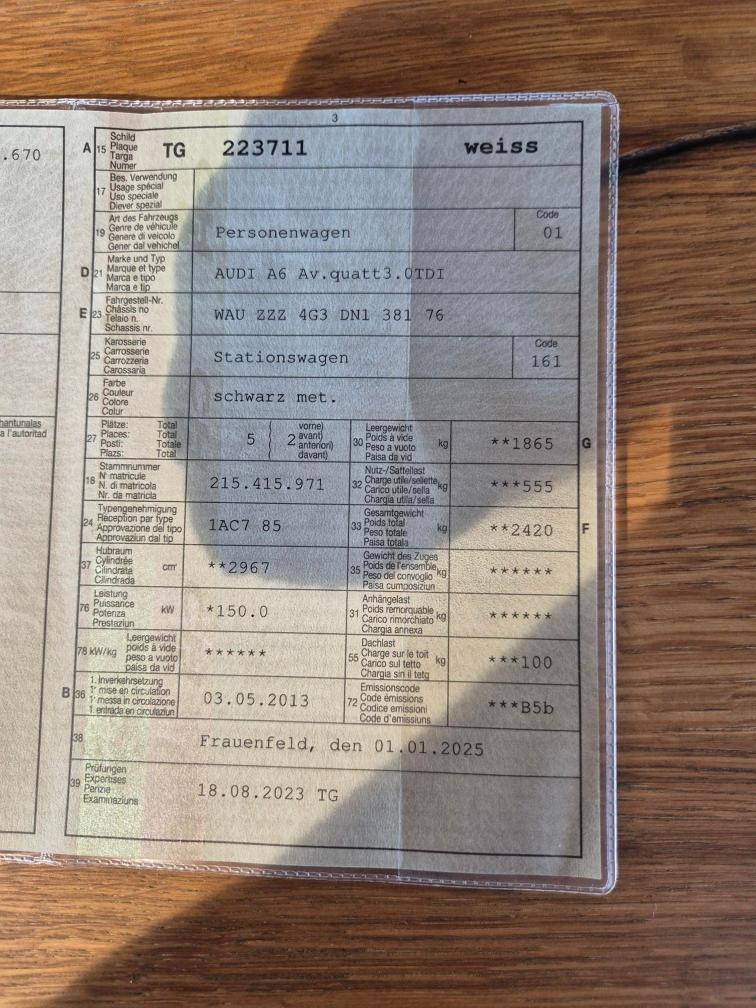 3
.670
A 15 Schild
Plaque
Targa
Numer
TG 223711 weiss
17 Bes. Verwendung
Usage spécial
Uso speciale
Diever spezial
19 Art des Fahrzeugs
Genre de véhicule
Genere di veicolo
Gener dal vehichel
Personenwagen
Code
01
D 21 Marke und Typ
Marque et type
Marca e tipo
Marca e tip
AUDI A6 Av.quatt3.0TDI
E 23 Fahrgestell-Nr.
Châssis no
Telaio n.
Schassis nr.
WAU ZZZ 4G3 DN1 381 76
25 Karosserie
Carrosserie
Carrozzeria
Carossaria
Stationswagen
Code
161
26 Farbe
Couleur
Colore
Colur
schwarz met.
hantunalas
a l'autoritad
27 Plätze: Total
Places: Total
Posti: Totale
Plazs: Total
5 2 vorne)
avant)
anteriori)
davant)
30 Leergewicht
Poids à vide
Peso a vuoto
Paisa da vid
kg **1865 G
18 Stammnummer
N° matricule
N. di matricola
Nr. da matricla
215.415.971
32 Nutz-/Sattellast
Charge utile/sellette
Carico utile/sella
Chargia utila/sella
kg ***555
24 Typengenehmigung
Réception par type
Approvazione del tipo
Approvaziun dal tip
1AC7 85
33 Gesamtgewicht
Poids total
Peso totale
Paisa totala
kg **2420 F
37 Hubraum
Cylindrée
Cilindrata
Cilindrada
cm³ **2967
35 Gewicht des Zuges
Poids de l'ensemble
Peso del convoglio
Paisa cumposiziun
kg ******
76 Leistung
Puissance
Potenza
Prestaziun
kW *150.0
31 Anhängelast
Poids remorquable
Carico rimorchiato
Chargia annexa
kg ******
78 kW/kg Leergewicht
poids à vide
peso a vuoto
paisa da vid
******
55 Dachlast
Charge sur le toit
Carico sul tetto
Chargia sin il tetg
kg ***100
B 36 1. Inverkehrsetzung
1re mise en circulation
1a messa in circolazione
1. entrada en circulaziun
03.05.2013
72 Emissionscode
Code émissions
Codice emissioni
Code d'emissiuns
***B5b
38 Frauenfeld, den 01.01.2025
39 Prüfungen
Expertises
Perizie
Examinaziuns
18.08.2023 TG